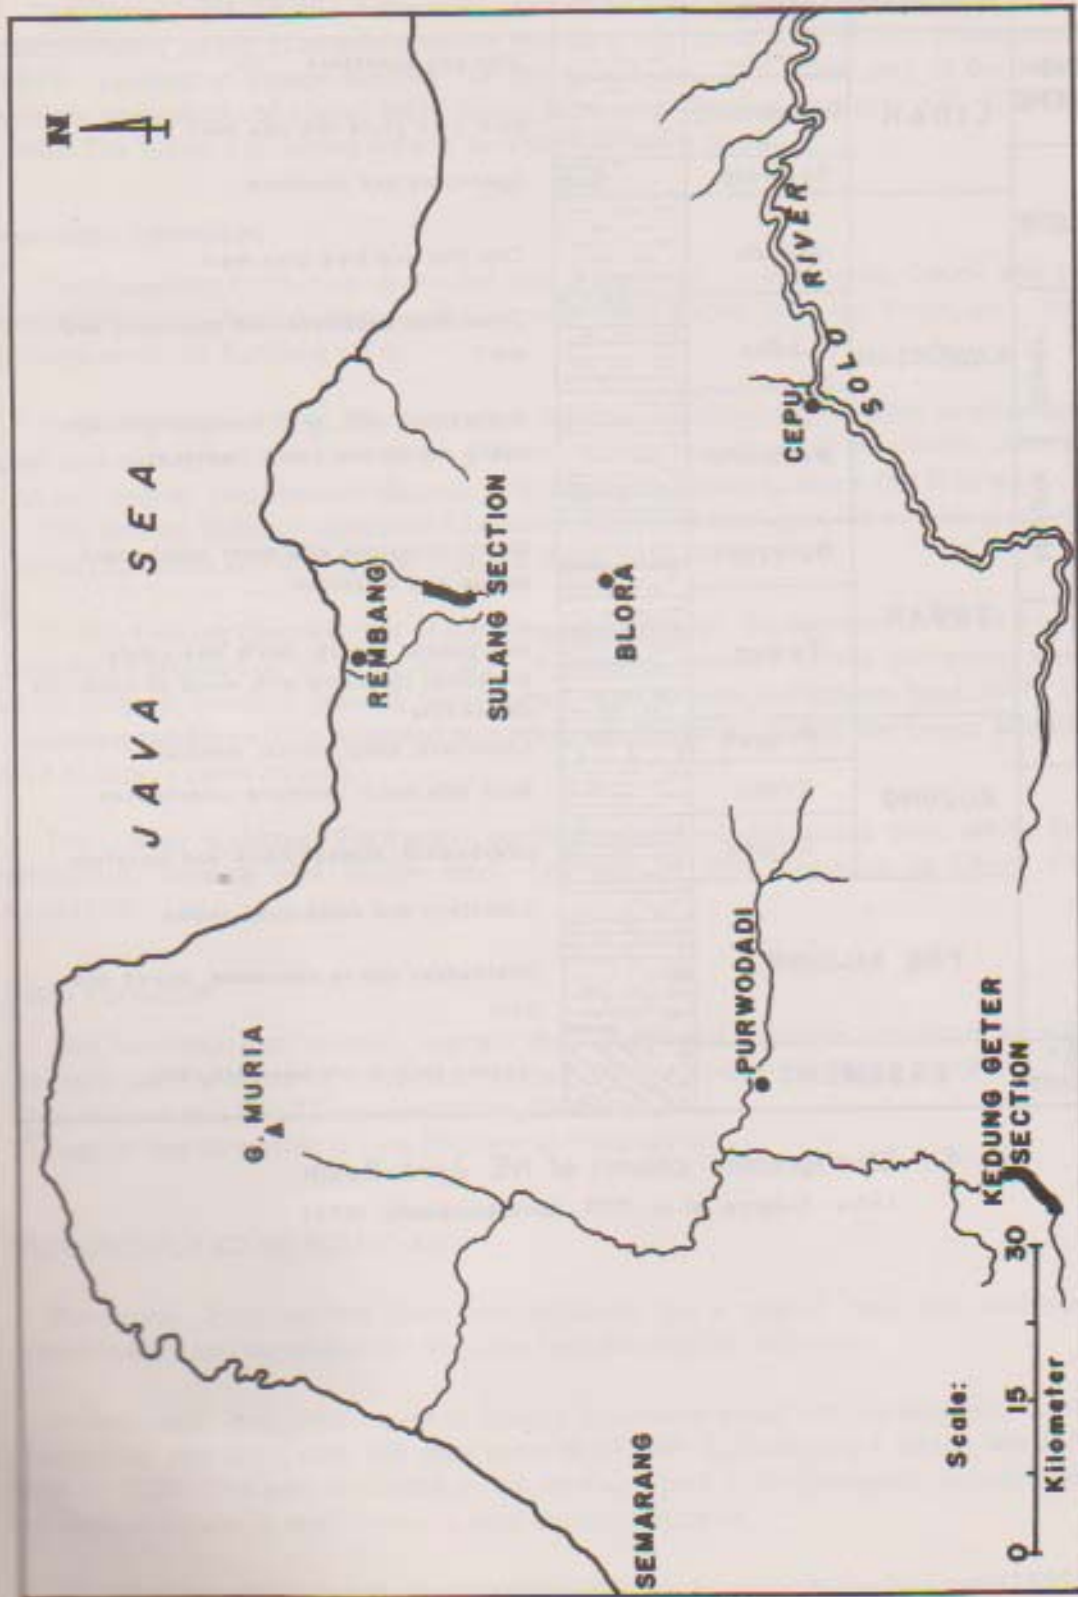 N
JAVA SEA
G. MURIA
REMBANG
SULANG SECTION
BLORA
CEPU
SOLO RIVER
PURWODADI
SEMARANG
KEDUNG GETER
SECTION
Scale:
0 15 30
Kilometer